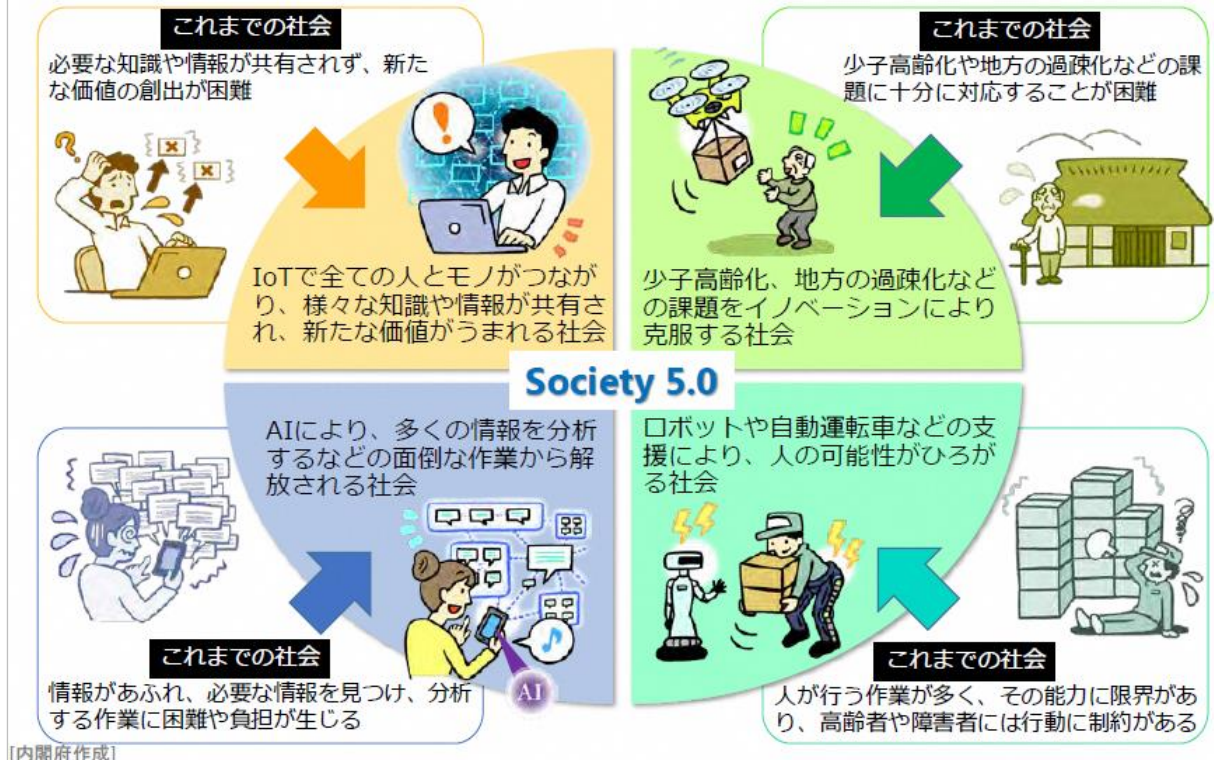 これまでの社会
必要な知識や情報が共有されず、新た
な価値の創出が困難
IoTで全ての人とモノがつなが
り、様々な知識や情報が共有さ
れ、新たな価値がうまれる社会
これまでの社会
少子高齢化や地方の過疎化などの課
題に十分に対応することが困難
少子高齢化、地方の過疎化など
の課題をイノベーションにより
克服する社会
Society 5.0
AIにより、多くの情報を分析
するなどの面倒な作業から解
放される社会
AI
これまでの社会
情報があふれ、必要な情報を見つけ、分析
する作業に困難や負担が生じる
ロボットや自動運転車などの支
援により、人の可能性がひろが
る社会
これまでの社会
人が行う作業が多く、その能力に限界があ
り、高齢者や障害者には行動に制約がある
[内閣府作成]